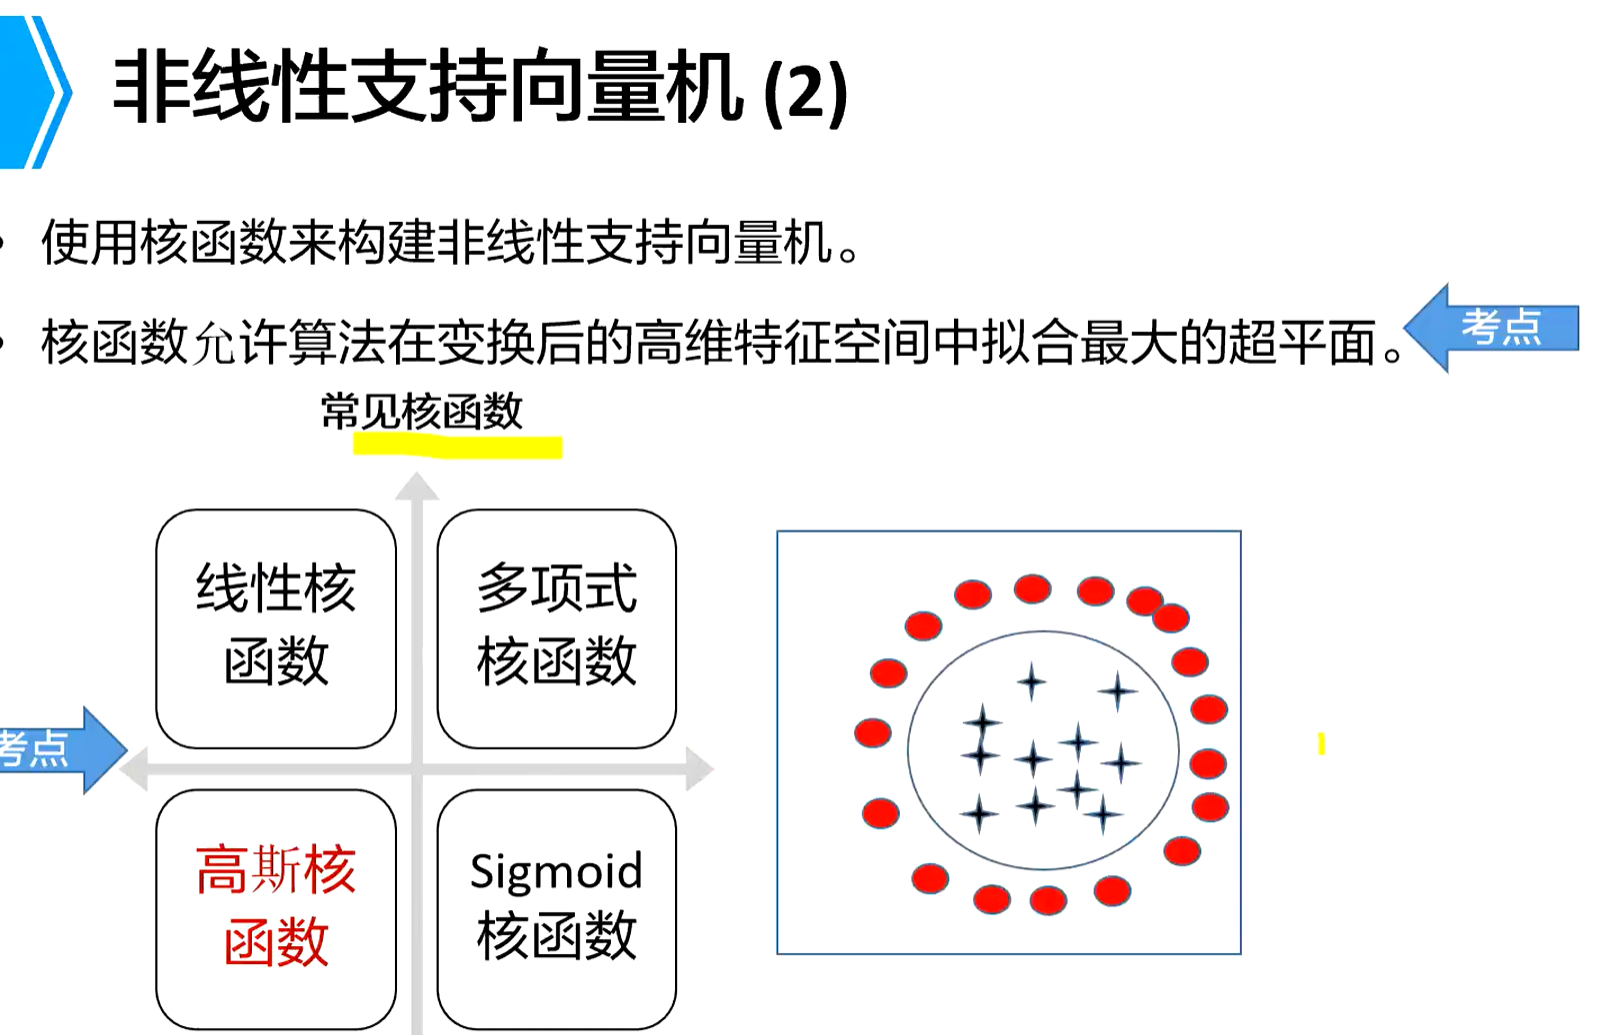 非线性支持向量机 (2)
• 使用核函数来构建非线性支持向量机。
• 核函数允许算法在变换后的高维特征空间中拟合最大的超平面。
考点
常见核函数
线性核
函数
多项式
核函数
考点
高斯核
函数
Sigmoid
核函数